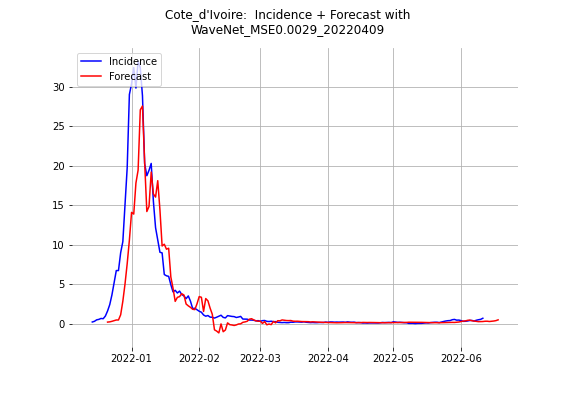 Cote_d'Ivoire:  Incidence + Forecast with
WaveNet_MSE0.0029_20220409
Incidence
Forecast
30
25
20
15
10
5
0
2022-01 2022-02 2022-03 2022-04 2022-05 2022-06